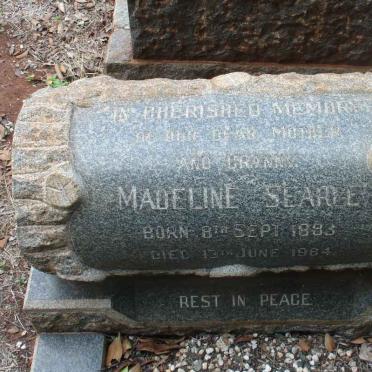 IN CHERISHED MEMORY
OF OUR DEAR MOTHER
AND GRANNY
MADELINE SEARLE
BORN 8TH SEPT. 1883
DIED 13TH JUNE 1964
REST IN PEACE